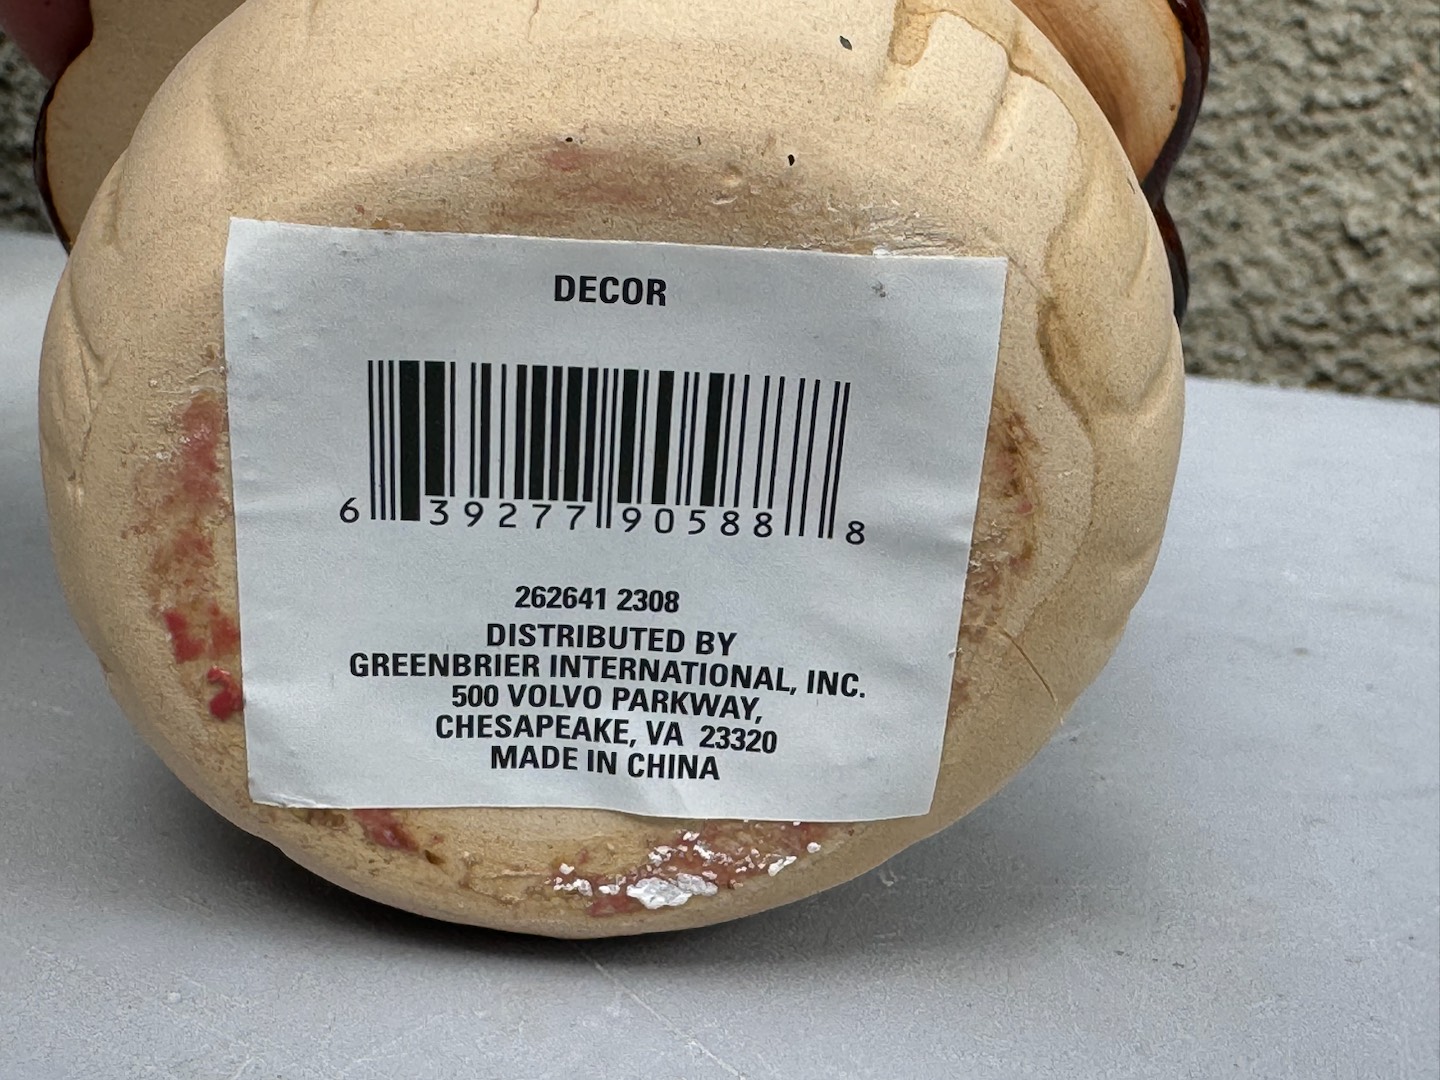 DECOR
6 39277 90588 8
262641 2308
DISTRIBUTED BY
GREENBRIER INTERNATIONAL, INC.
500 VOLVO PARKWAY,
CHESAPEAKE, VA 23320
MADE IN CHINA